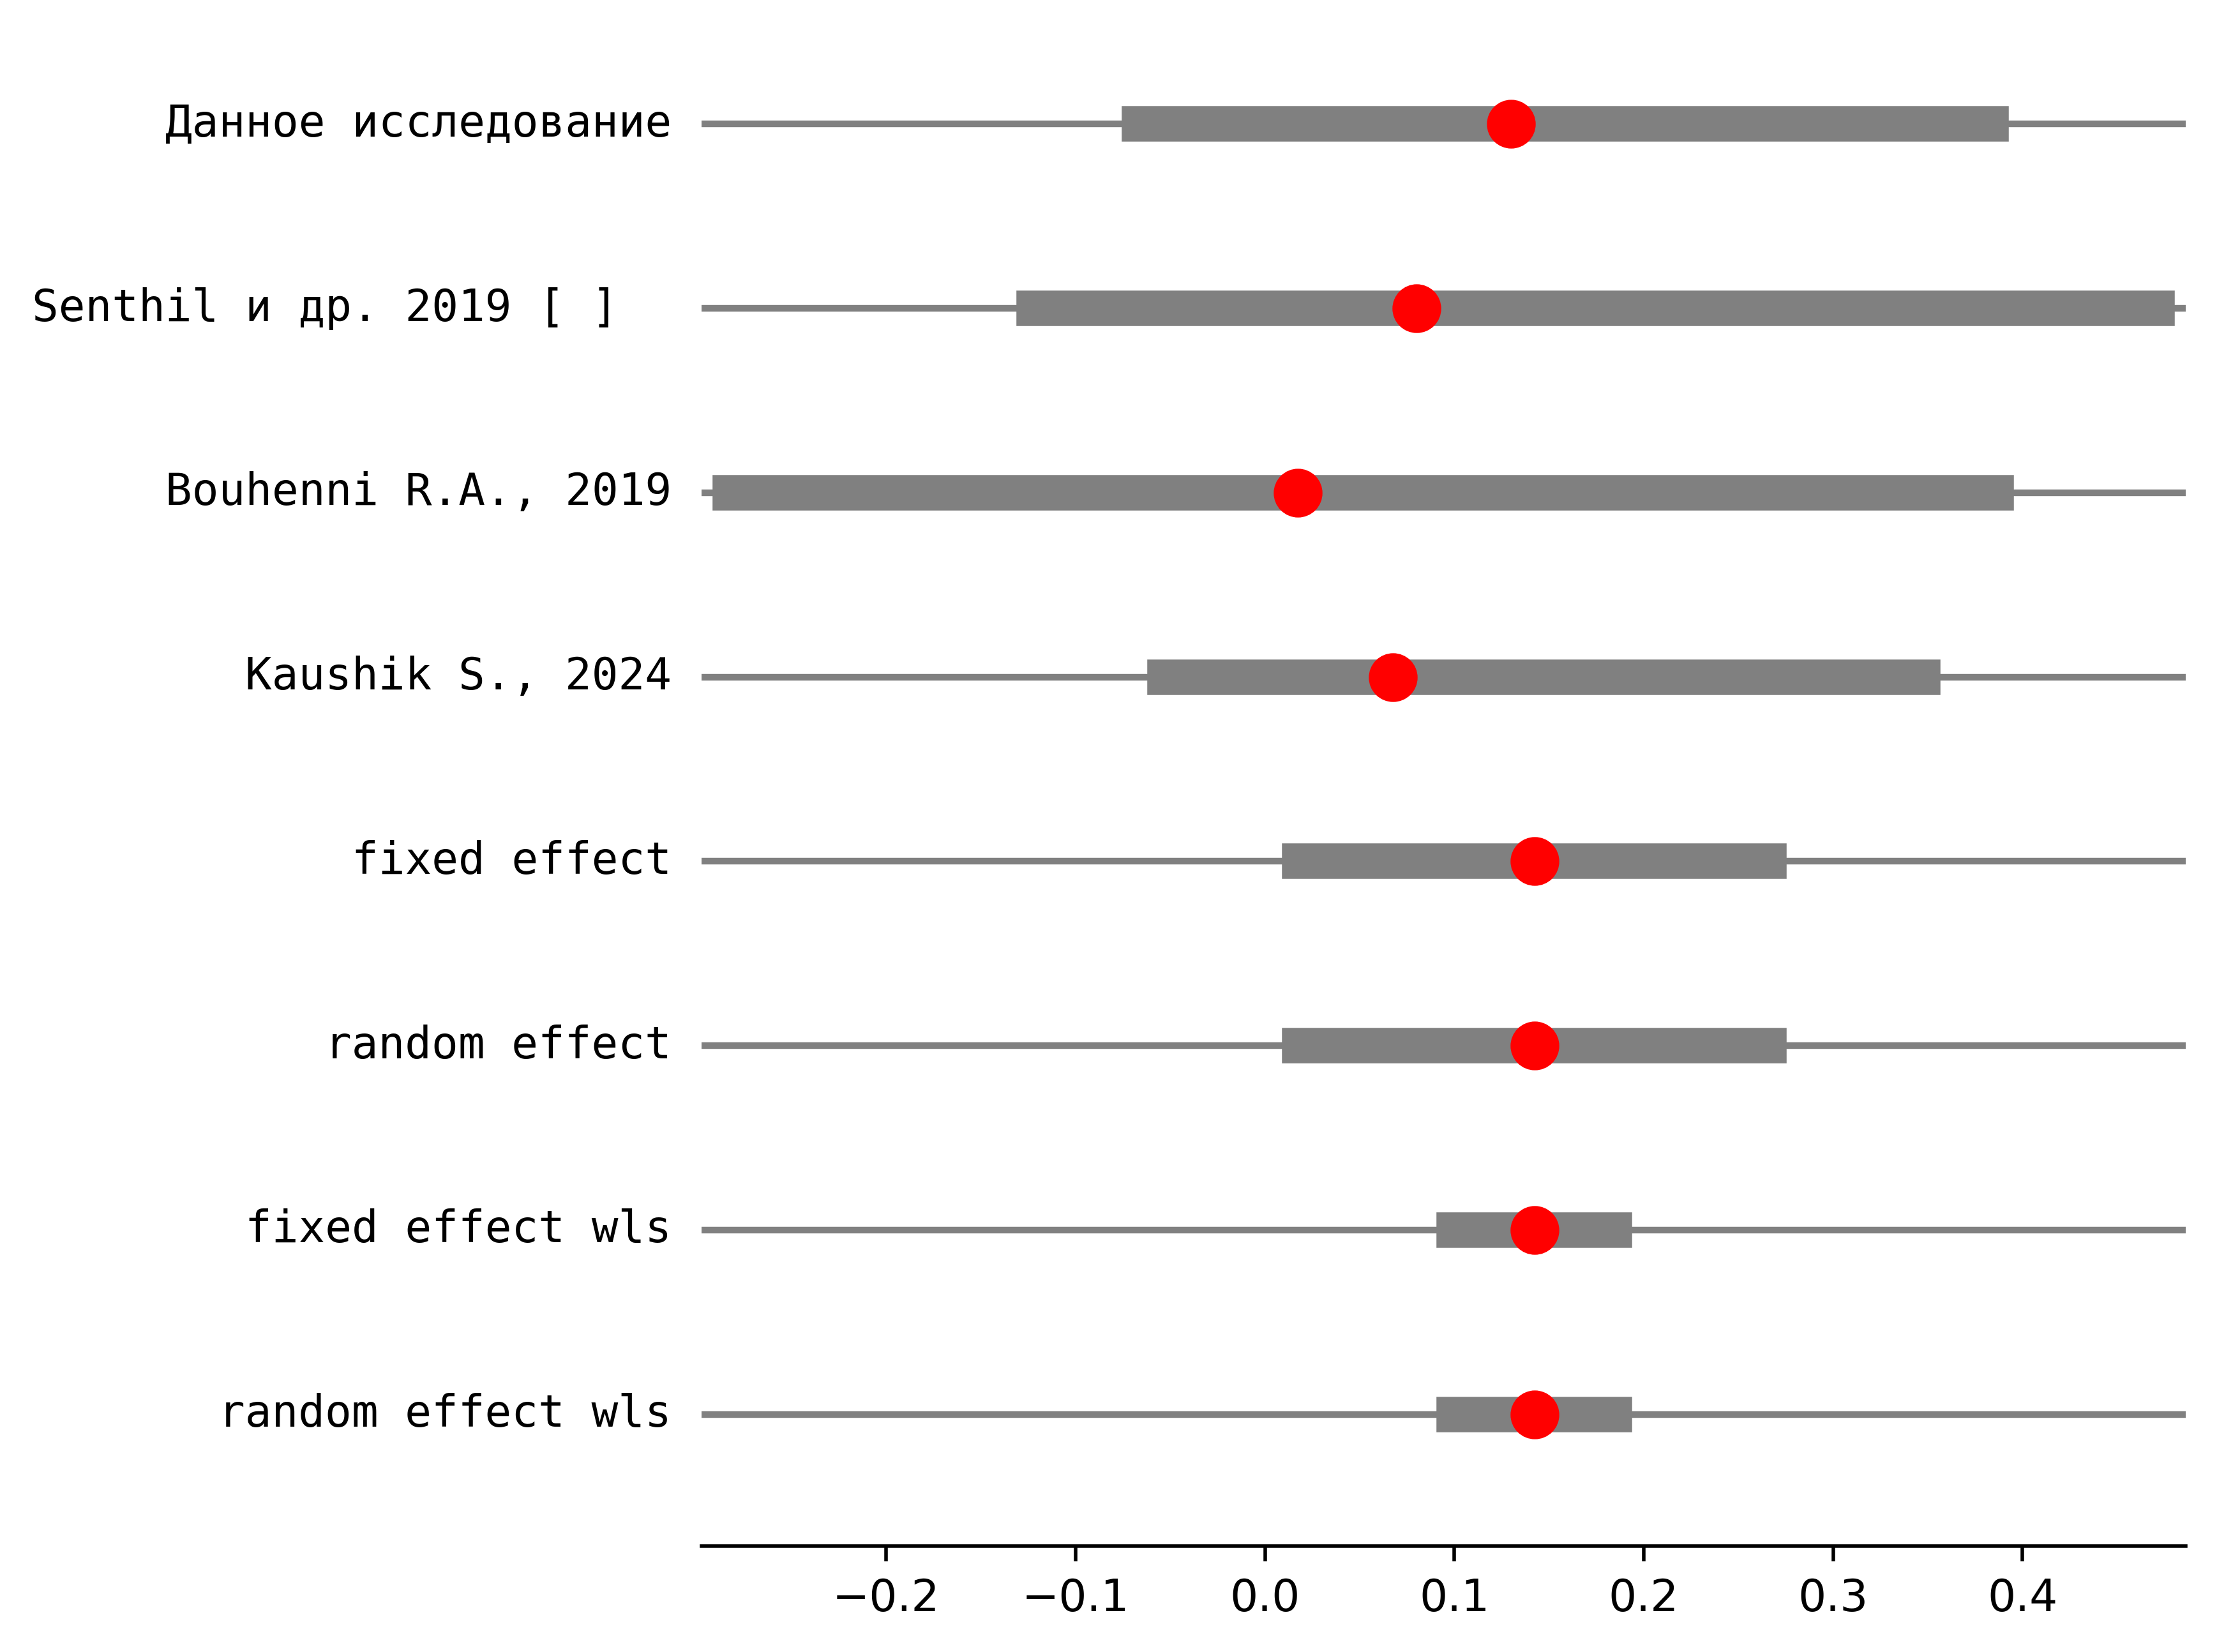 Данное исследование
Senthil и др. 2019 [ ]
Bouhenni R.A., 2019
Kaushik S., 2024
fixed effect
random effect
fixed effect wls
random effect wls
−0.2 −0.1 0.0 0.1 0.2 0.3 0.4